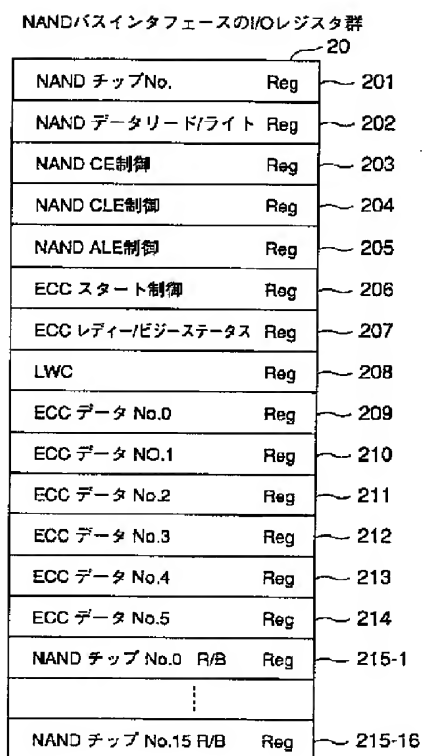 NANDバスインタフェースのI/Oレジスタ群
20
NAND チップNo. Reg 201
NAND データリード/ライト Reg 202
NAND CE制御 Reg 203
NAND CLE制御 Reg 204
NAND ALE制御 Reg 205
ECC スタート制御 Reg 206
ECC レディー/ビジーステータス Reg 207
LWC Reg 208
ECC データ No.0 Reg 209
ECC データ NO.1 Reg 210
ECC データ No.2 Reg 211
ECC データ No.3 Reg 212
ECC データ No.4 Reg 213
ECC データ No.5 Reg 214
NAND チップ No.0 R/B Reg 215-1
NAND チップ No.15 R/B Reg 215-16